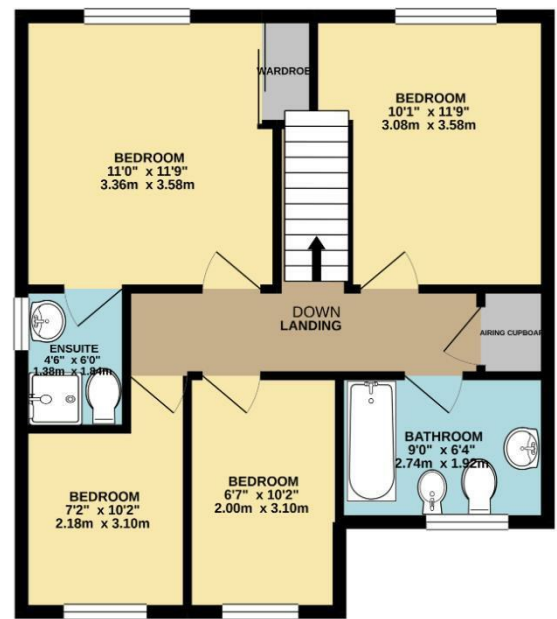 WARDROBE
BEDROOM
10'1" x 11'9"
3.08m x 3.58m
BEDROOM
11'0" x 11'9"
3.36m x 3.58m
DOWN
LANDING
AIRING CUPBOARD
ENSUITE
4'6" x 6'0"
1.38m x 1.84m
BATHROOM
9'0" x 6'4"
2.74m x 1.92m
BEDROOM
7'2" x 10'2"
2.18m x 3.10m
BEDROOM
6'7" x 10'2"
2.00m x 3.10m